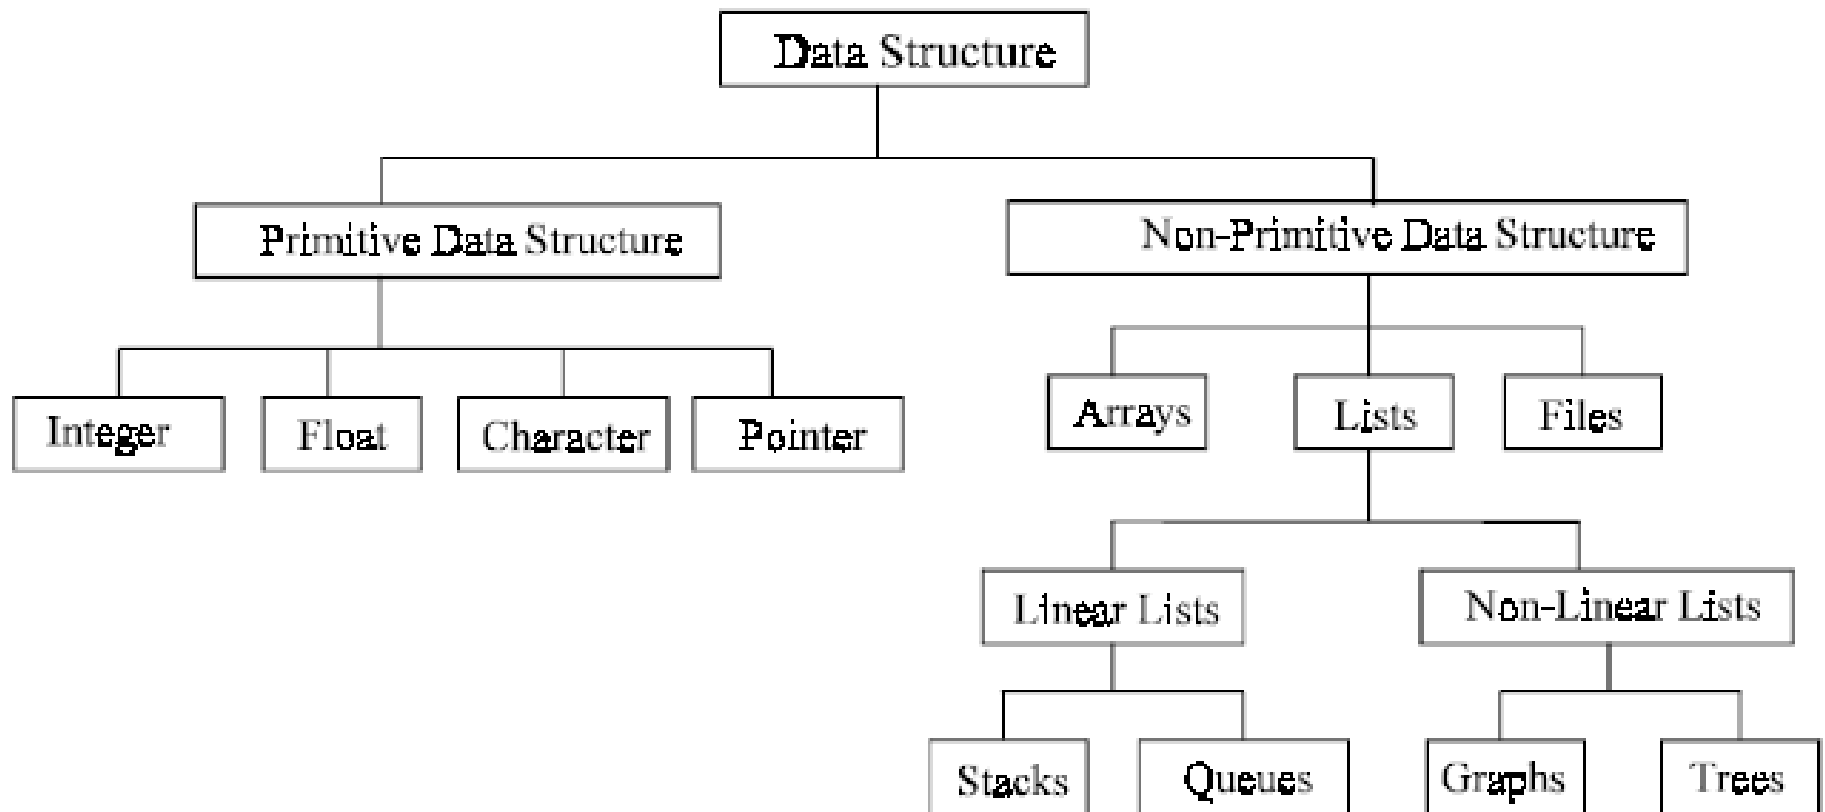 Data Structure
Primitive Data Structure
Non-Primitive Data Structure
Integer
Float
Character
Pointer
Arrays
Lists
Files
Linear Lists
Non-Linear Lists
Stacks
Queues
Graphs
Trees